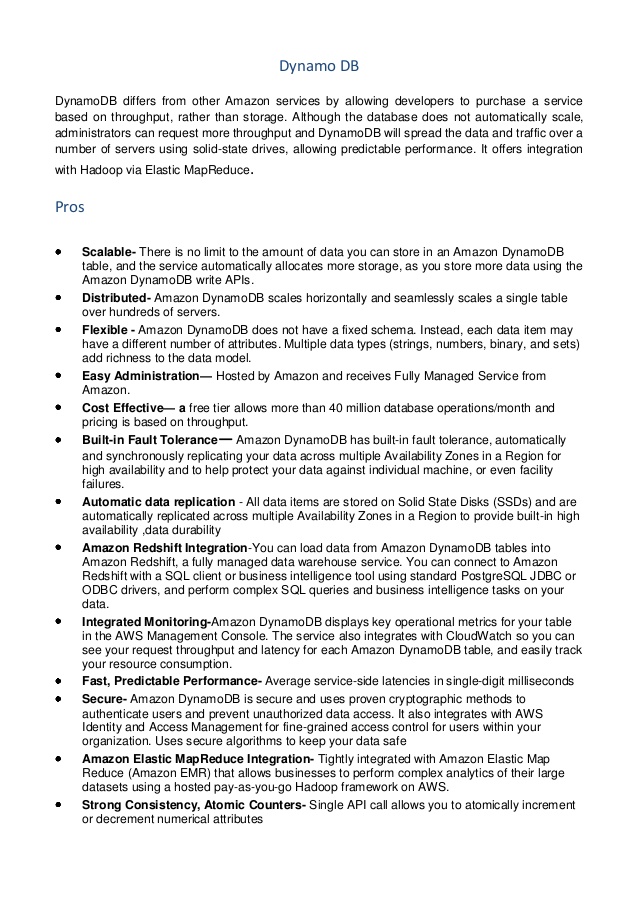 Dynamo DB
DynamoDB differs from other Amazon services by allowing developers to purchase a service
based on throughput, rather than storage. Although the database does not automatically scale,
administrators can request more throughput and DynamoDB will spread the data and traffic over a
number of servers using solid-state drives, allowing predictable performance. It offers integration
with Hadoop via Elastic MapReduce.
Pros
● Scalable- There is no limit to the amount of data you can store in an Amazon DynamoDB
table, and the service automatically allocates more storage, as you store more data using the
Amazon DynamoDB write APIs.
● Distributed- Amazon DynamoDB scales horizontally and seamlessly scales a single table
over hundreds of servers.
● Flexible - Amazon DynamoDB does not have a fixed schema. Instead, each data item may
have a different number of attributes. Multiple data types (strings, numbers, binary, and sets)
add richness to the data model.
● Easy Administration— Hosted by Amazon and receives Fully Managed Service from
Amazon.
● Cost Effective— a free tier allows more than 40 million database operations/month and
pricing is based on throughput.
● Built-in Fault Tolerance— Amazon DynamoDB has built-in fault tolerance, automatically
and synchronously replicating your data across multiple Availability Zones in a Region for
high availability and to help protect your data against individual machine, or even facility
failures.
● Automatic data replication - All data items are stored on Solid State Disks (SSDs) and are
automatically replicated across multiple Availability Zones in a Region to provide built-in high
availability ,data durability
● Amazon Redshift Integration-You can load data from Amazon DynamoDB tables into
Amazon Redshift, a fully managed data warehouse service. You can connect to Amazon
Redshift with a SQL client or business intelligence tool using standard PostgreSQL JDBC or
ODBC drivers, and perform complex SQL queries and business intelligence tasks on your
data.
● Integrated Monitoring-Amazon DynamoDB displays key operational metrics for your table
in the AWS Management Console. The service also integrates with CloudWatch so you can
see your request throughput and latency for each Amazon DynamoDB table, and easily track
your resource consumption.
● Fast, Predictable Performance- Average service-side latencies in single-digit milliseconds
● Secure- Amazon DynamoDB is secure and uses proven cryptographic methods to
authenticate users and prevent unauthorized data access. It also integrates with AWS
Identity and Access Management for fine-grained access control for users within your
organization. Uses secure algorithms to keep your data safe
● Amazon Elastic MapReduce Integration- Tightly integrated with Amazon Elastic Map
Reduce (Amazon EMR) that allows businesses to perform complex analytics of their large
datasets using a hosted pay-as-you-go Hadoop framework on AWS.
● Strong Consistency, Atomic Counters- Single API call allows you to atomically increment
or decrement numerical attributes